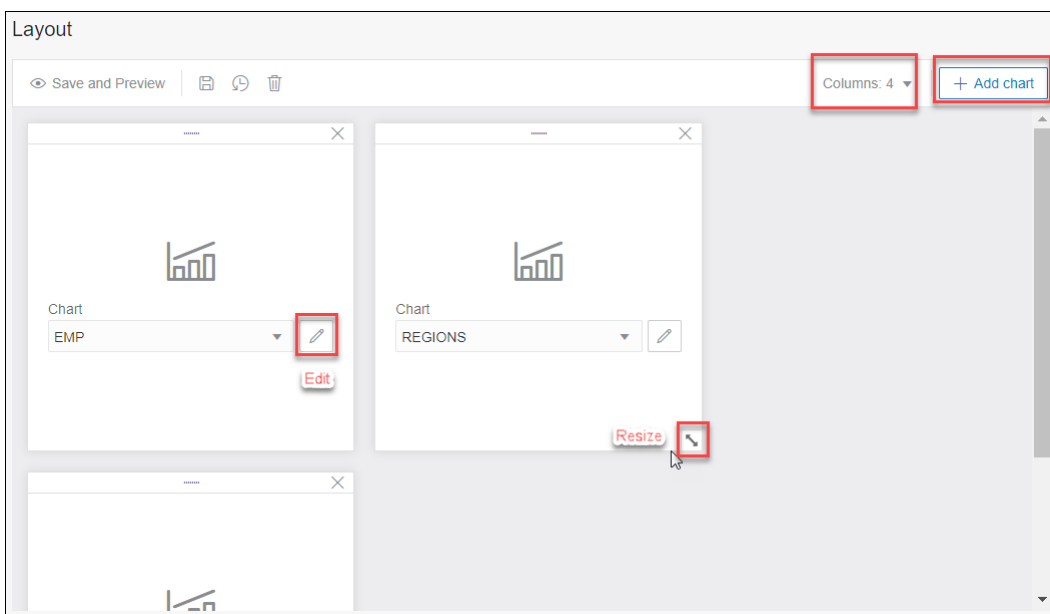 Layout
Save and Preview
Columns: 4
+ Add chart
Chart
EMP
Edit
Chart
REGIONS
Resize